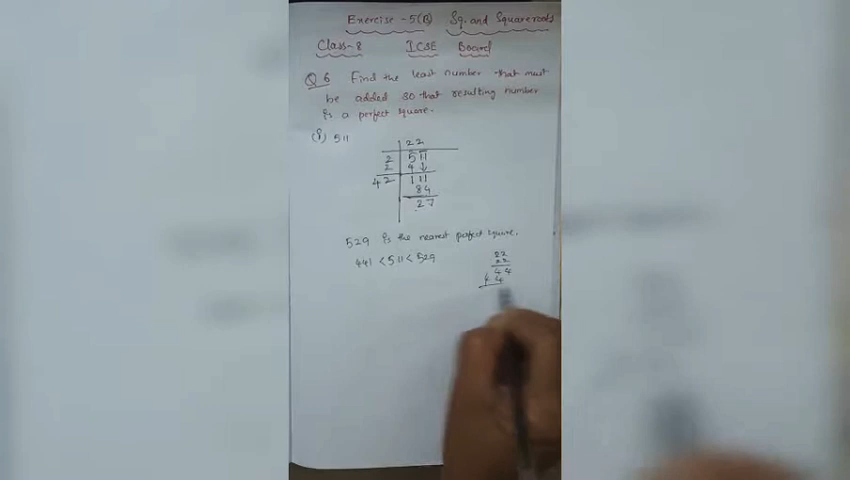 Exercise - 5(B) Sq. and Square roots
Class-8 ICSE Board
Q 6 Find the least number that must
be added so that resulting number
is a perfect square.
(i) 511
22
2 511
2 4 ↓
42 111
84
27
529 is the nearest perfect square.
441 < 511 < 529
22
22
44
44